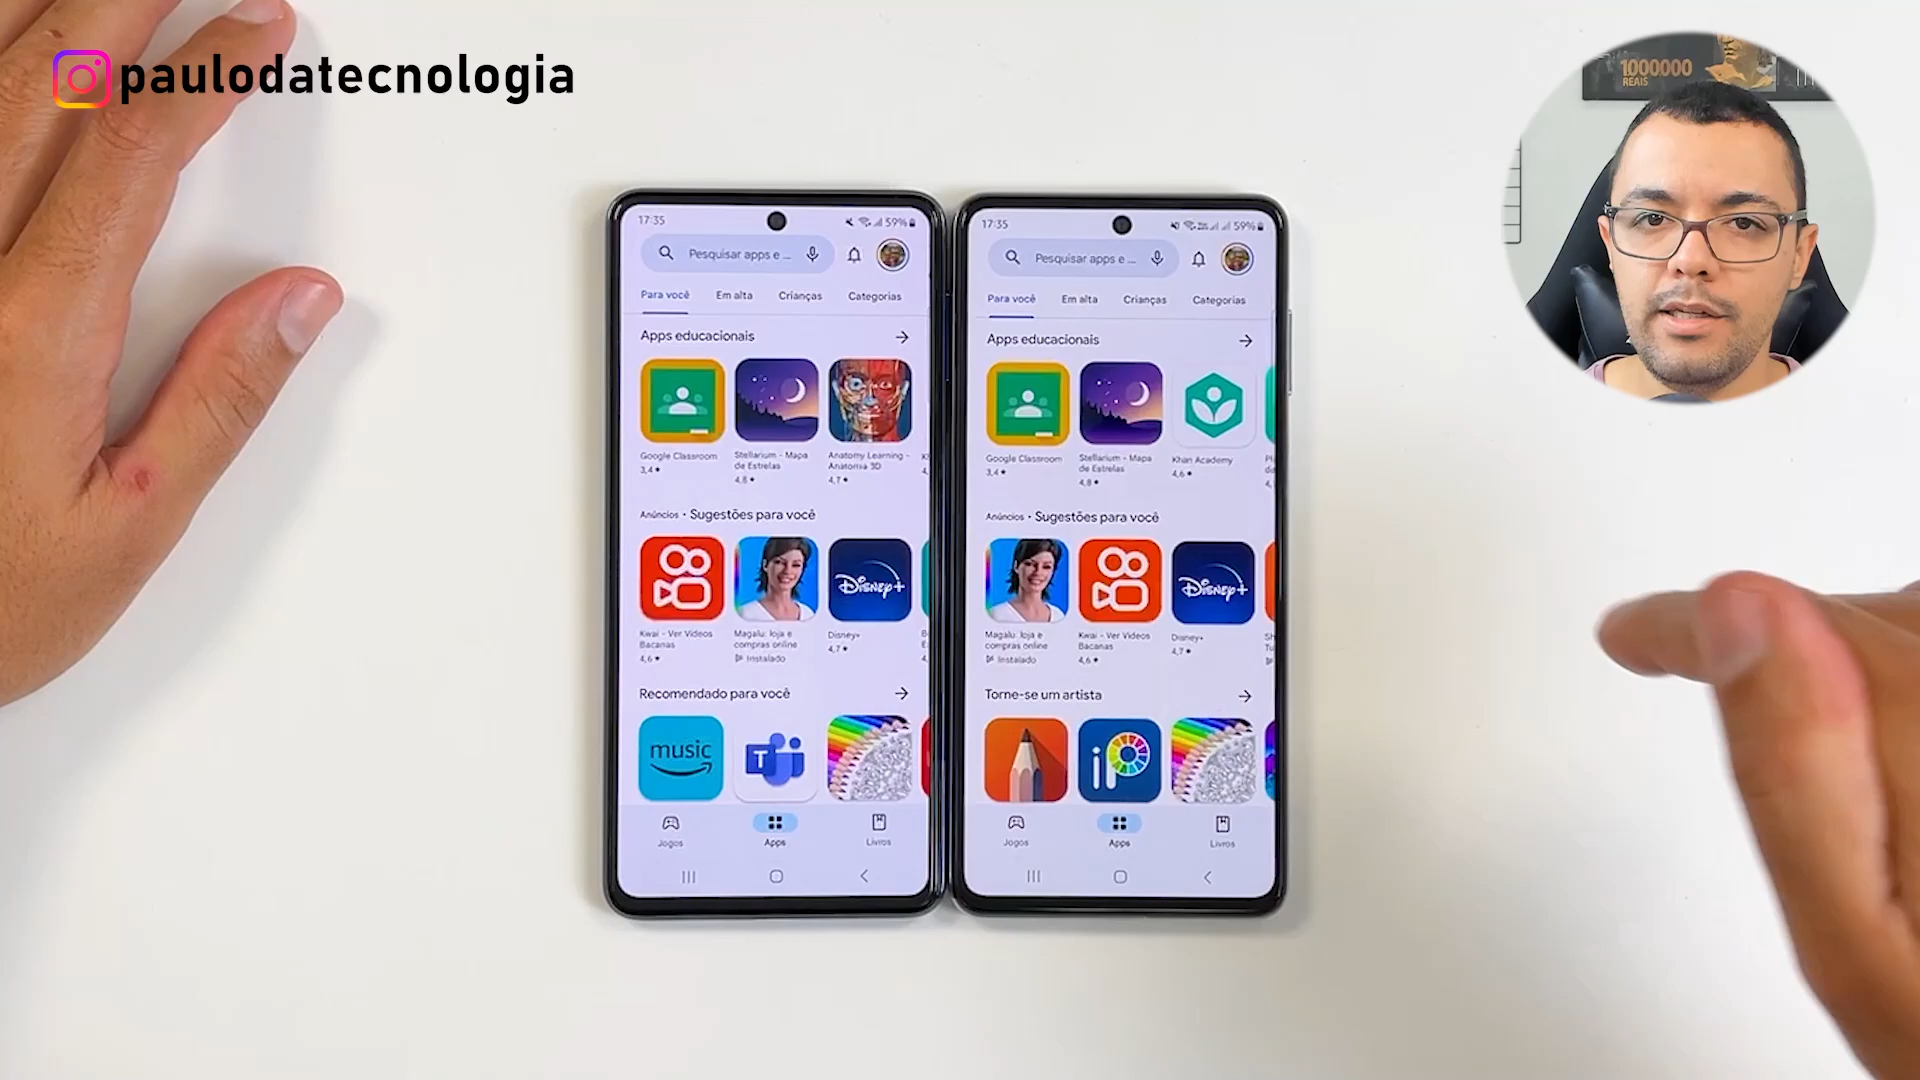 paulodatecnologia
1000000
REAIS
17:35
59%
Pesquisar apps e ...
Para você
Em alta
Crianças
Categorias
Apps educacionais
Google Classroom
3,4
Stellarium - Mapa
de Estrelas
4,8
Anatomy Learning -
Anatomia 3D
4,7
Anúncios • Sugestões para você
Disney+
Kwai - Ver Vídeos
Bacanas
4,6
Magalu: loja e
compras online
Instalado
Disney+
4,7
Recomendado para você
music
T
Jogos
Apps
Livros
17:35
59%
Pesquisar apps e ...
Para você
Em alta
Crianças
Categorias
Apps educacionais
Google Classroom
3,4
Stellarium - Mapa
de Estrelas
4,8
Khan Academy
4,6
Anúncios • Sugestões para você
Disney+
Magalu: loja e
compras online
Instalado
Kwai - Ver Vídeos
Bacanas
4,6
Disney+
4,7
Torne-se um artista
iP
Jogos
Apps
Livros